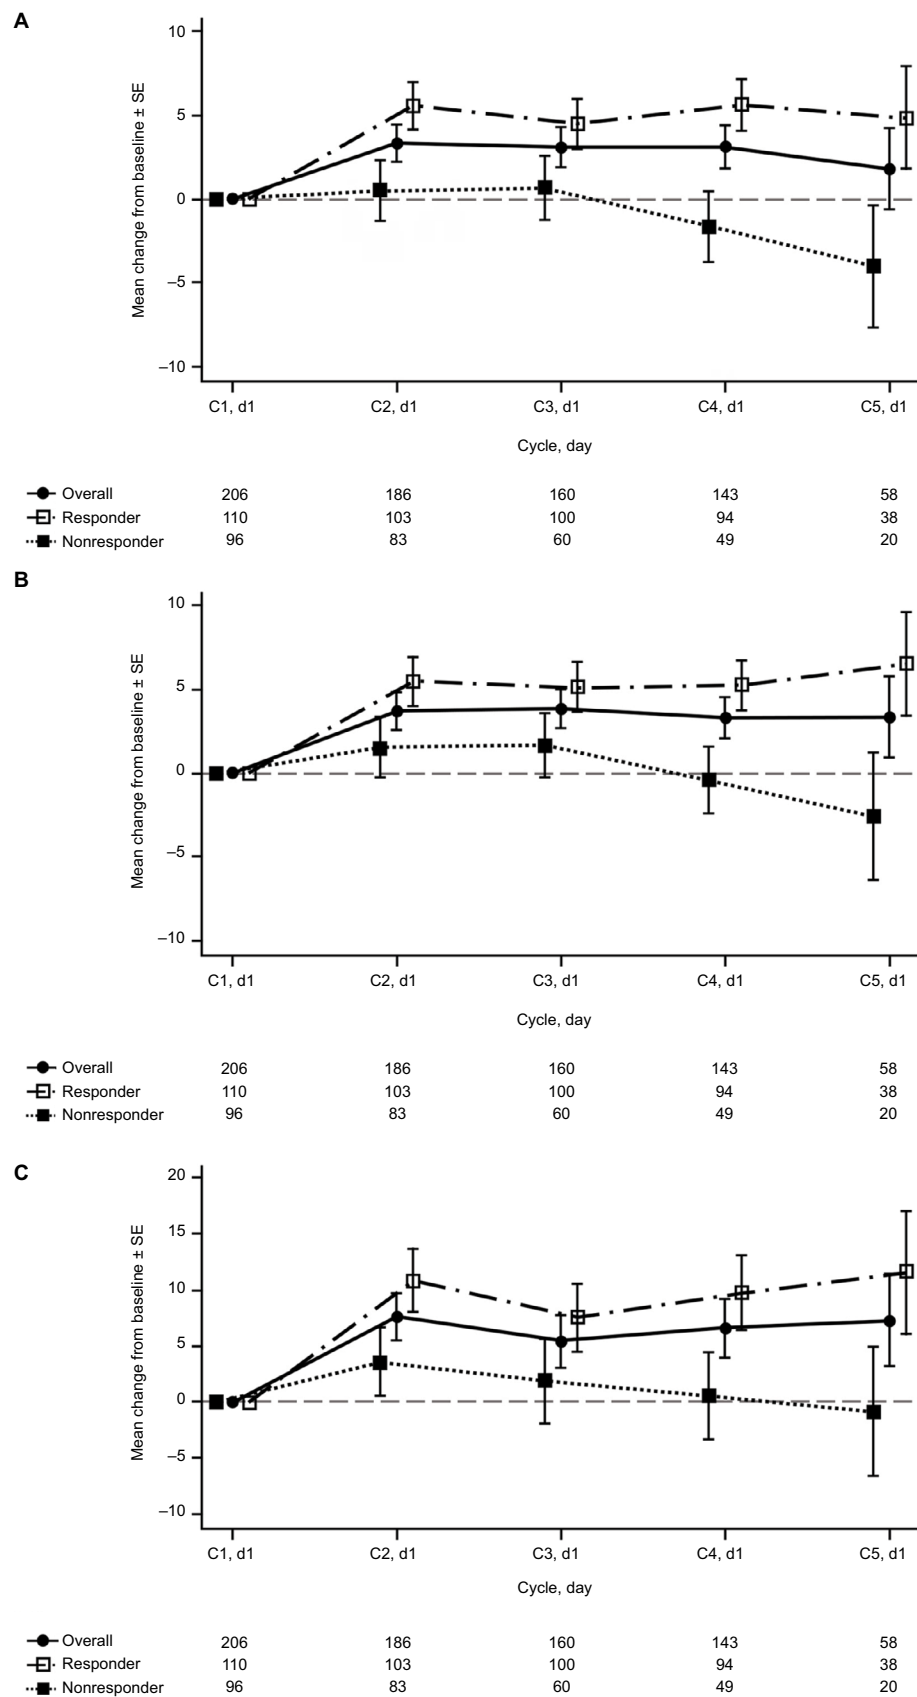 A
Mean change from baseline ± SE
10
5
0
–5
–10
C1, d1 C2, d1 C3, d1 C4, d1 C5, d1
Cycle, day
Overall 206 186 160 143 58
Responder 110 103 100 94 38
Nonresponder 96 83 60 49 20
B
Mean change from baseline ± SE
10
5
0
–5
–10
C1, d1 C2, d1 C3, d1 C4, d1 C5, d1
Cycle, day
Overall 206 186 160 143 58
Responder 110 103 100 94 38
Nonresponder 96 83 60 49 20
C
Mean change from baseline ± SE
20
15
10
5
0
–5
–10
C1, d1 C2, d1 C3, d1 C4, d1 C5, d1
Cycle, day
Overall 206 186 160 143 58
Responder 110 103 100 94 38
Nonresponder 96 83 60 49 20